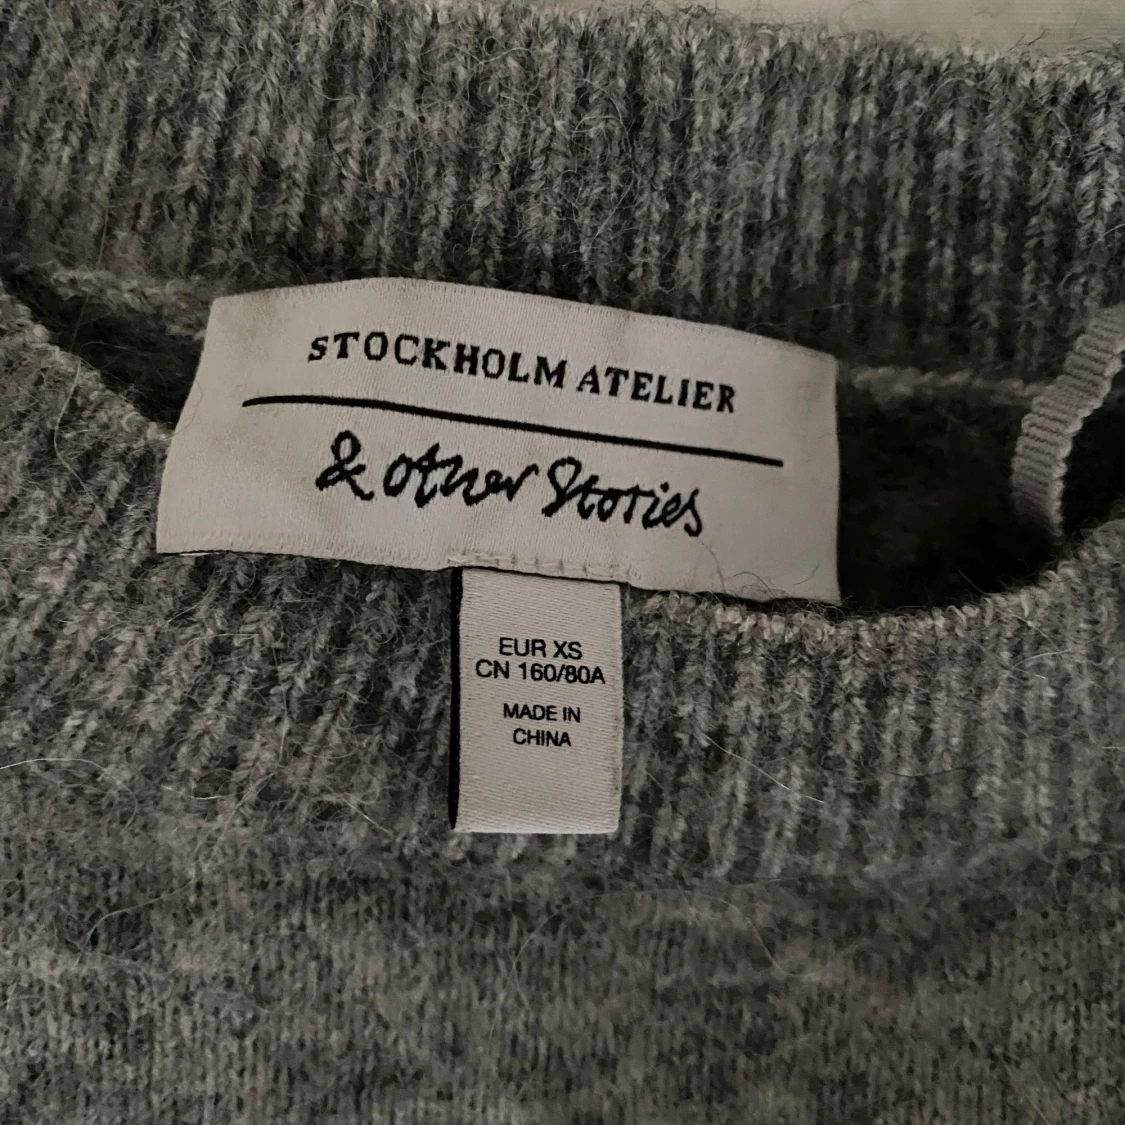 STOCKHOLM ATELIER
& other Stories
EUR XS
CN 160/80A
MADE IN
CHINA